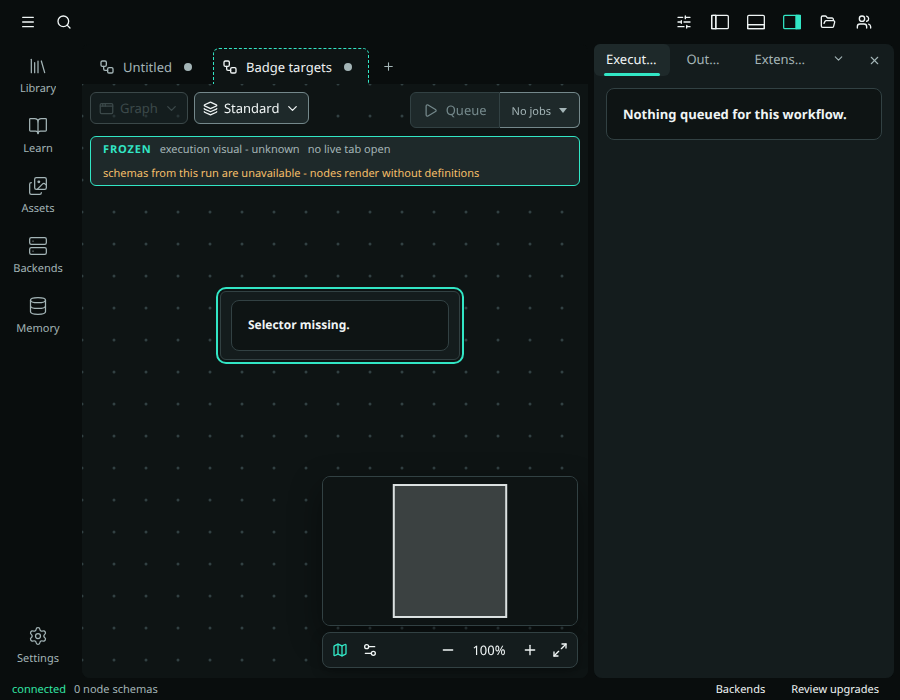 Untitled
Badge targets
Execut...
Out...
Extens...
Library
Learn
Assets
Backends
Memory
Settings
Graph
Standard
Queue
No jobs
FROZEN execution visual - unknown no live tab open
schemas from this run are unavailable - nodes render without definitions
Nothing queued for this workflow.
Selector missing.
100%
connected 0 node schemas
Backends
Review upgrades